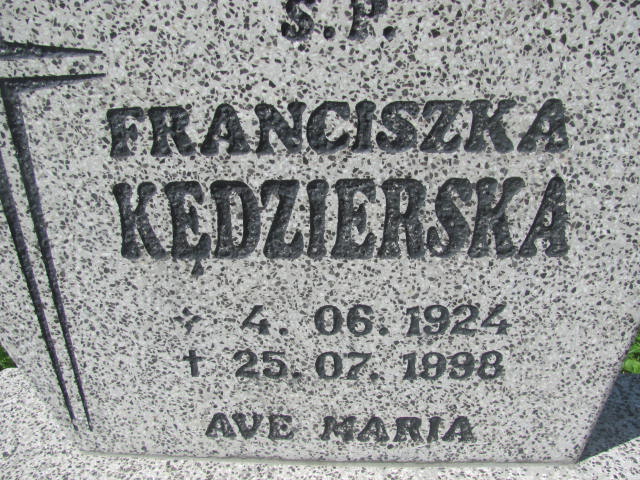 Ś.P.
FRANCISZKA
KĘDZIERSKA
* 4. 06. 1924
† 25. 07. 1998
AVE MARIA